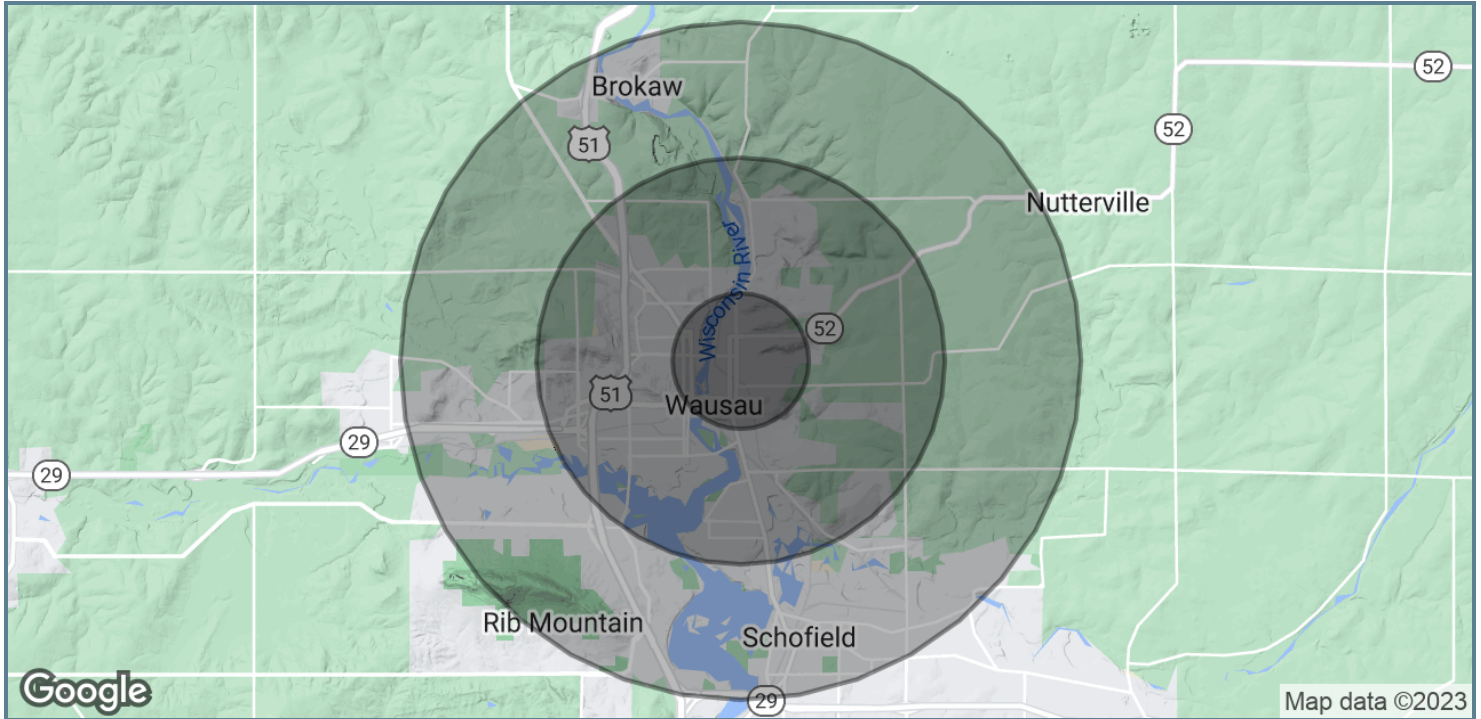 Brokaw
52
52
51
Nutterville
Wisconsin River
52
51
Wausau
29
29
Rib Mountain
Schofield
29
Google
Map data ©2023